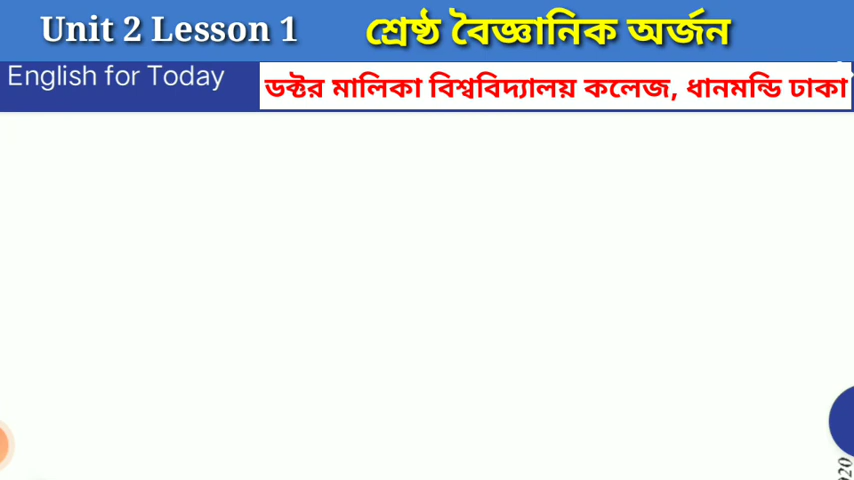 Unit 2 Lesson 1 শ্রেষ্ঠ বৈজ্ঞানিক অর্জন
English for Today
ডক্টর মালিকা বিশ্ববিদ্যালয় কলেজ, ধানমন্ডি ঢাকা